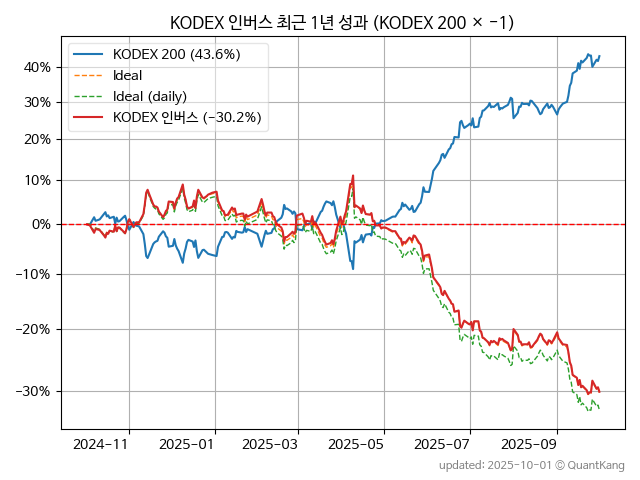 KODEX 인버스 최근 1년 성과 (KODEX 200 × −1)
KODEX 200 (43.6%)
Ideal
Ideal (daily)
KODEX 인버스 (−30.2%)
40%
30%
20%
10%
0%
−10%
−20%
−30%
2024−11
2025−01
2025−03
2025−05
2025−07
2025−09
updated: 2025-10-01 © QuantKang